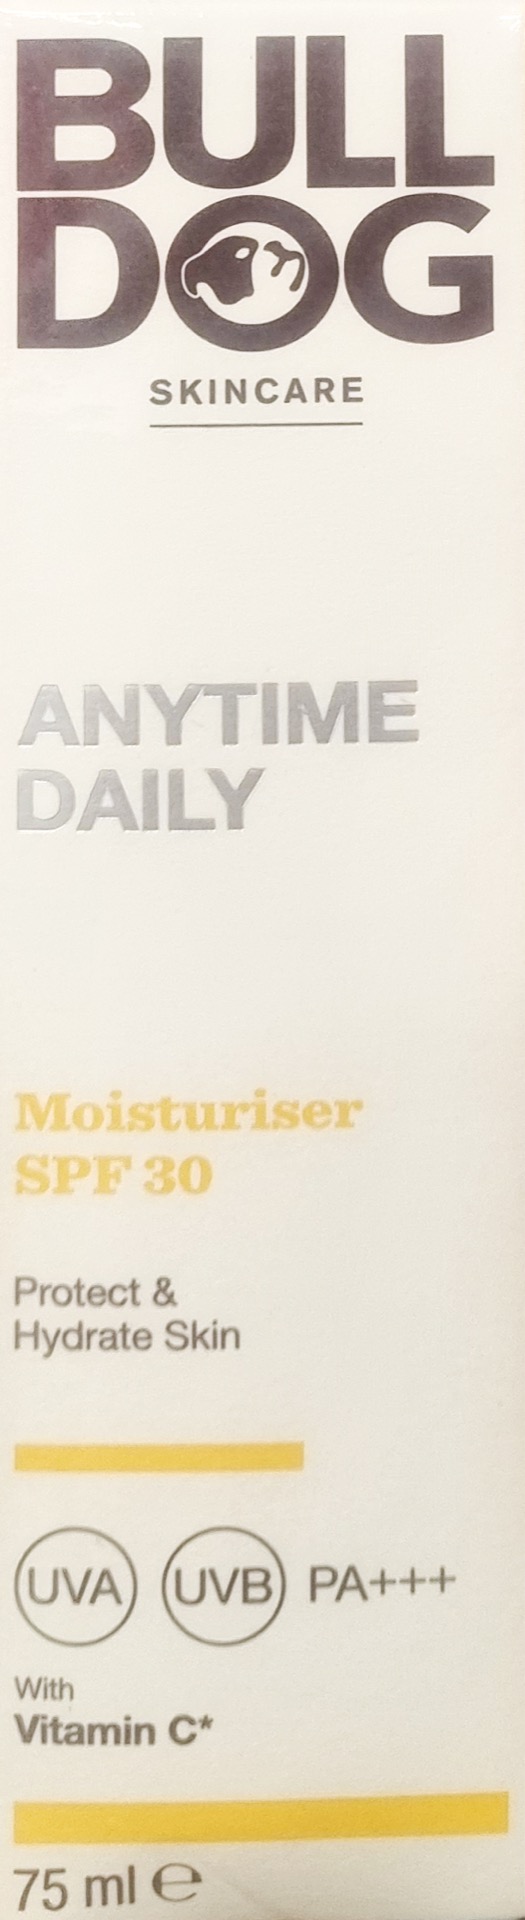 BULL
DOG
SKINCARE
ANYTIME
DAILY
Moisturiser
SPF 30
Protect &
Hydrate Skin
UVA UVB PA+++
With
Vitamin C*
75 ml ℮